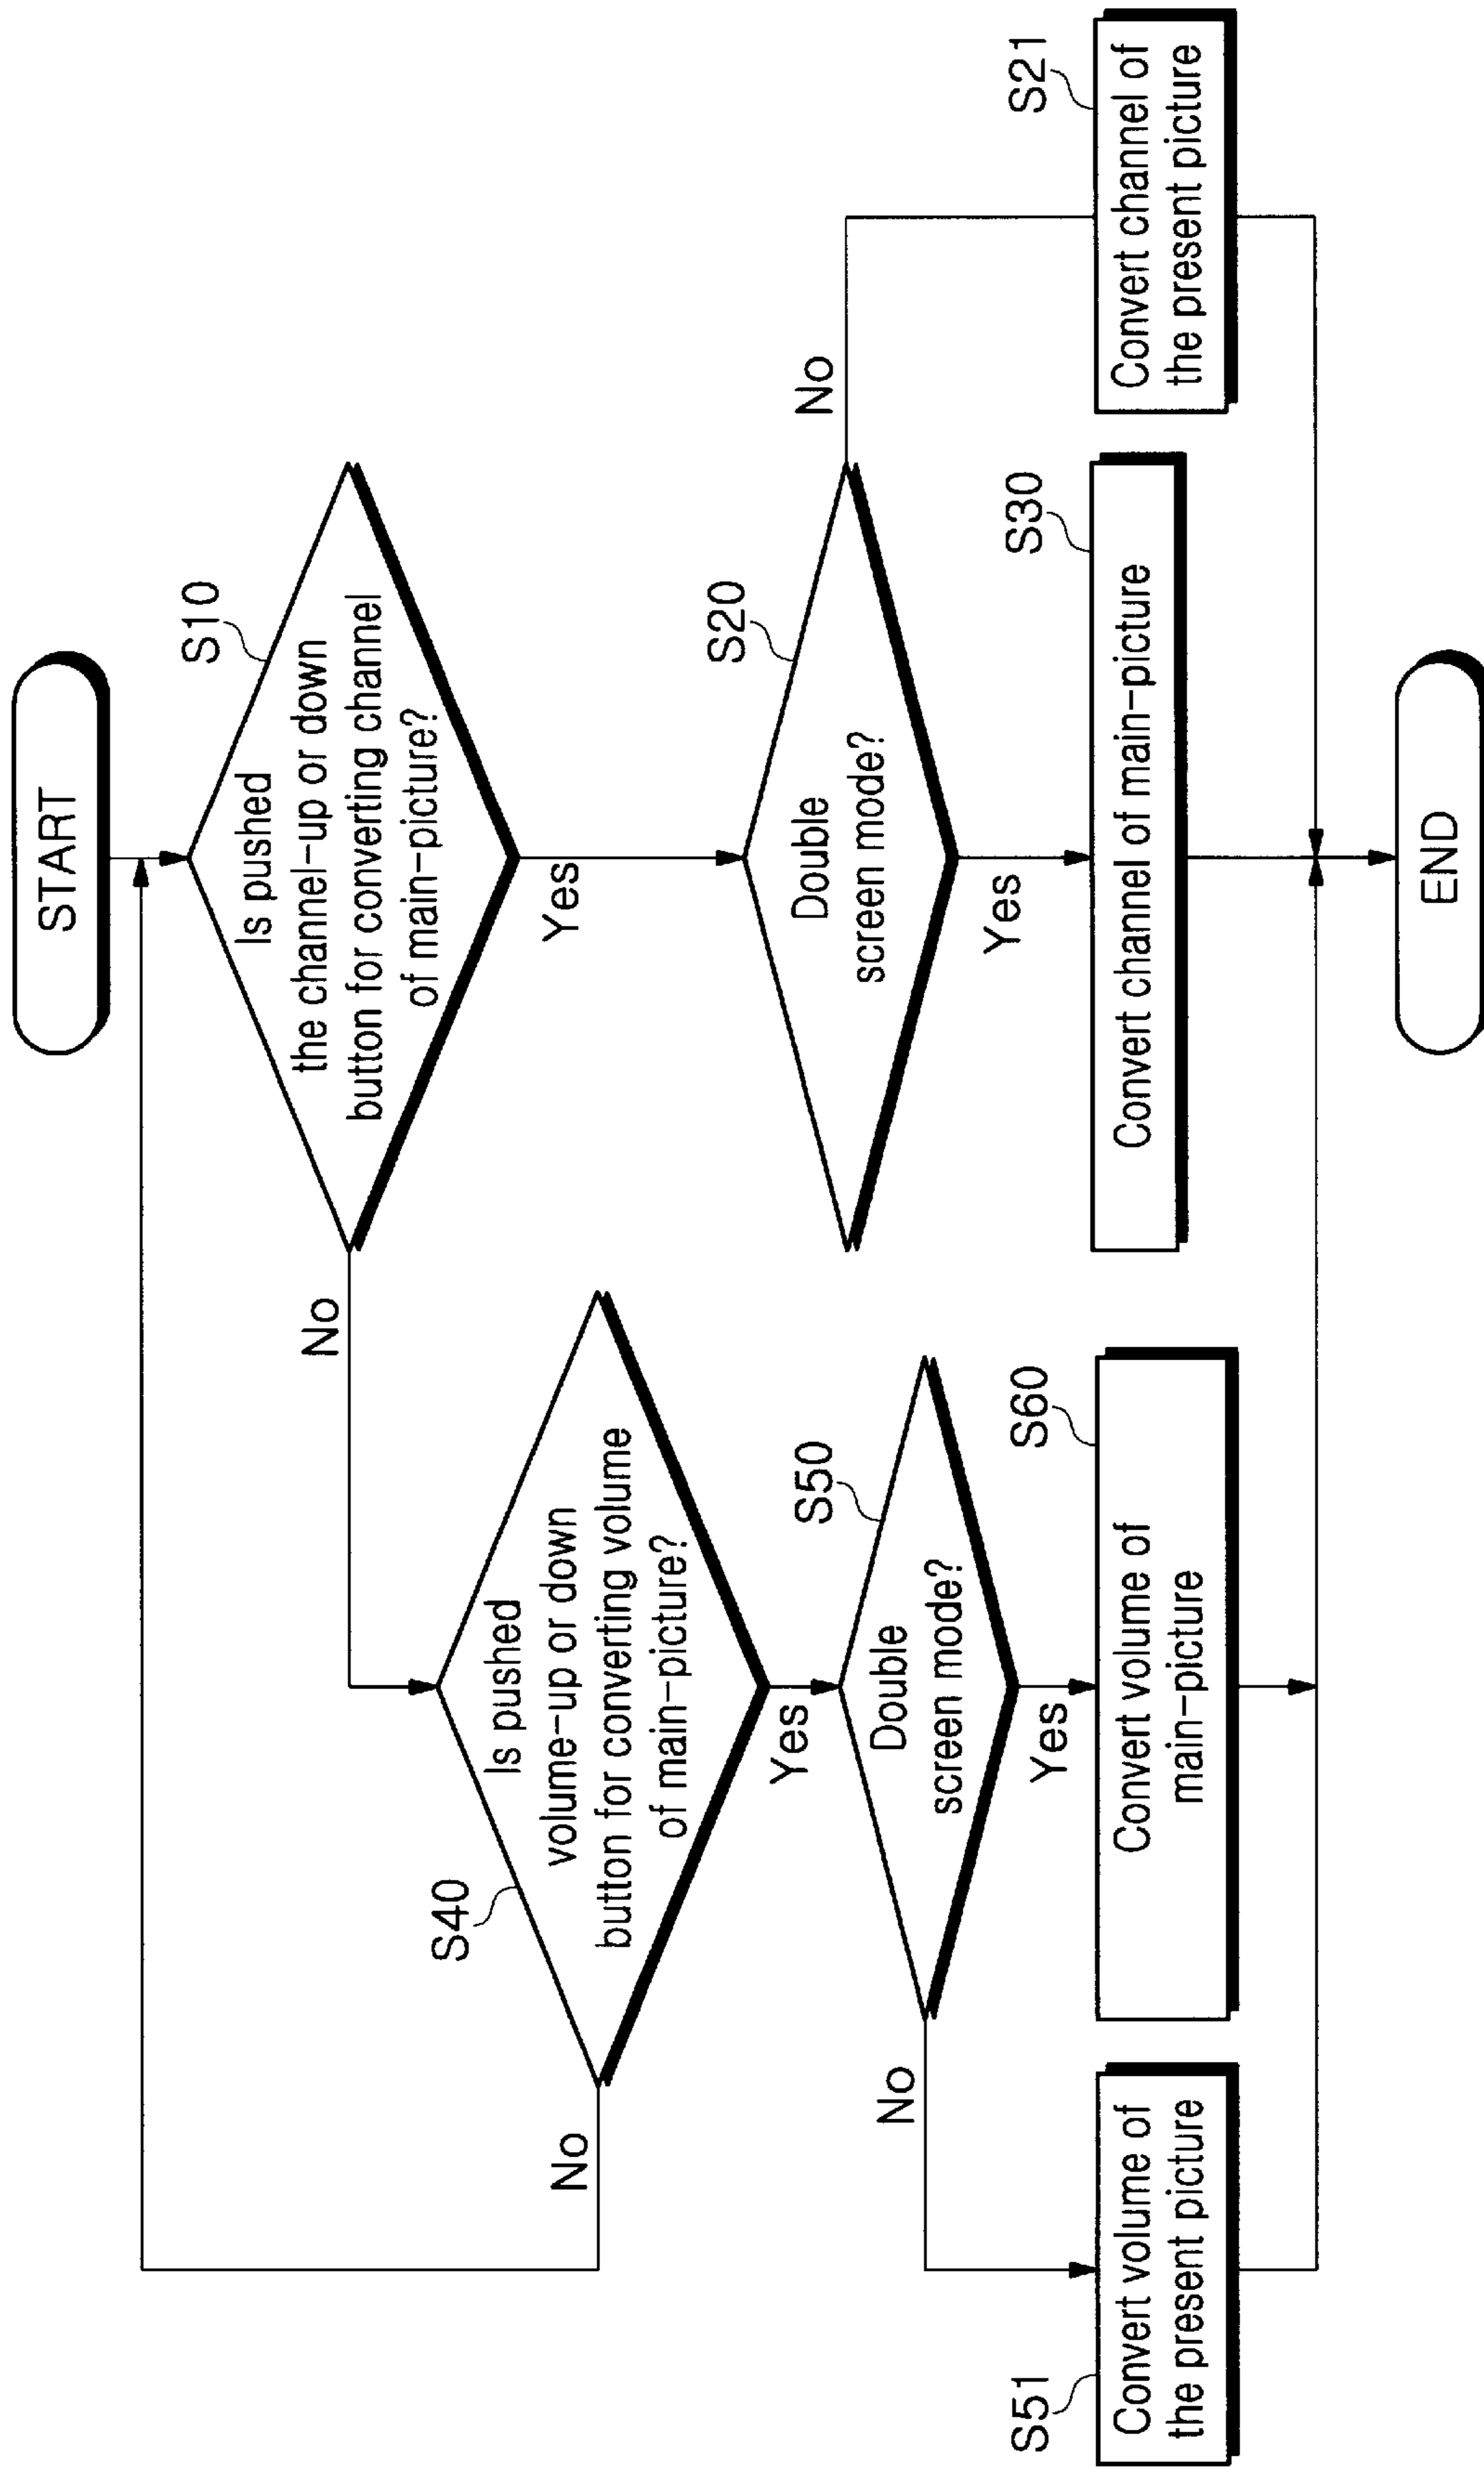 START
S10
Is pushed
the channel-up or down
button for converting channel
of main-picture?
No
Yes
S40
Is pushed
volume-up or down
button for converting volume
of main-picture?
No
Yes
S20
Double
screen mode?
No
Yes
S50
Double
screen mode?
No
Yes
S51
Convert volume of
the present picture
S60
Convert volume of
main-picture
S30
Convert channel of main-picture
S21
Convert channel of
the present picture
END